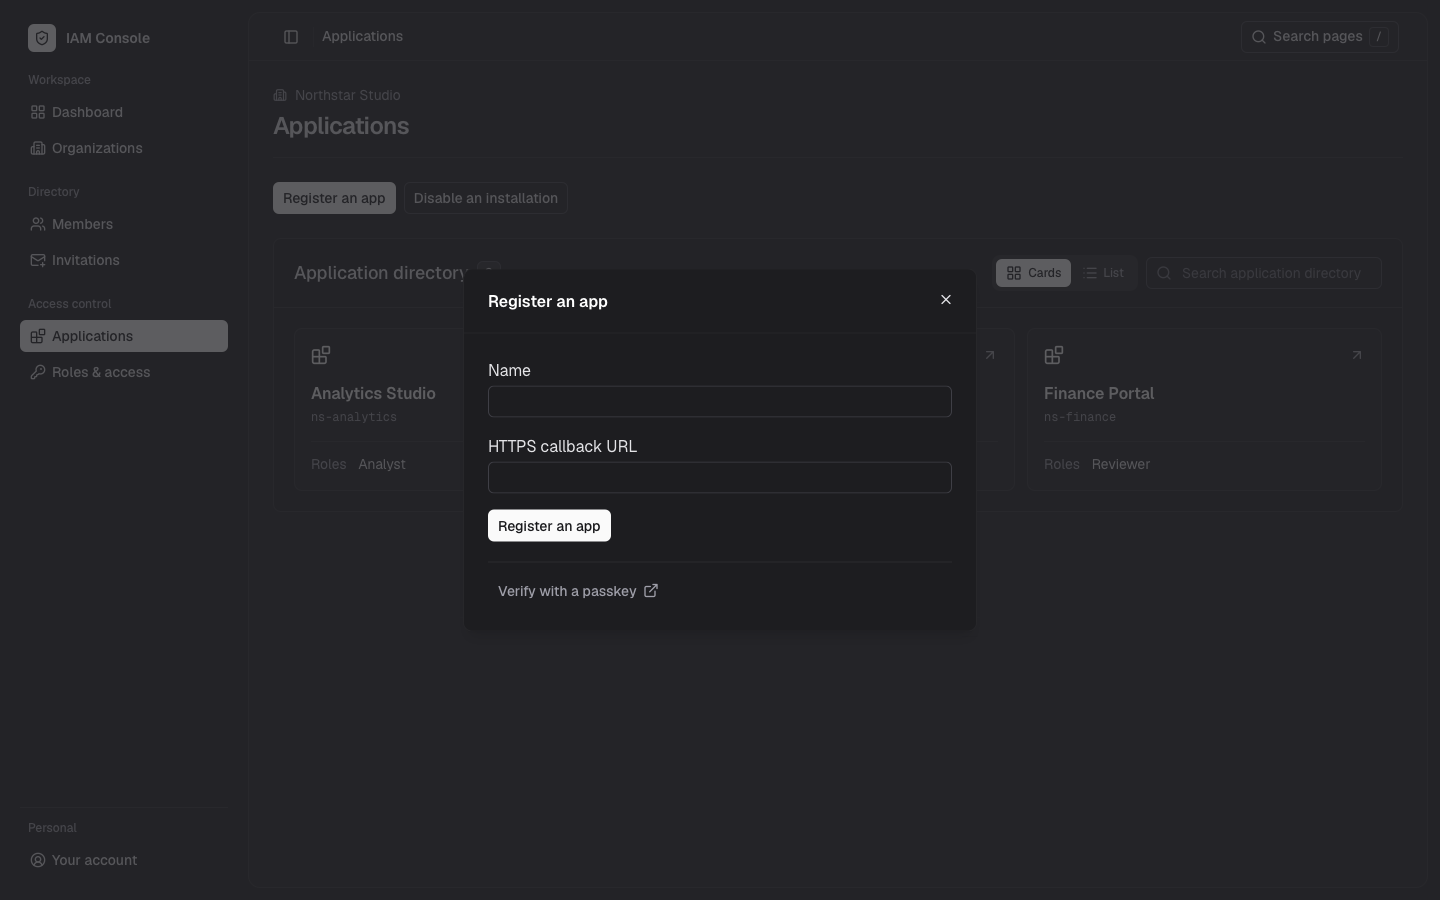 IAM Console
Workspace
Dashboard
Organizations
Directory
Members
Invitations
Access control
Applications
Roles & access
Personal
Your account
Applications
Search pages /
Northstar Studio
Applications
Register an app
Disable an installation
Application directory
Cards
List
Search application directory
Analytics Studio
ns-analytics
Roles Analyst
Finance Portal
ns-finance
Roles Reviewer
Register an app
Name
HTTPS callback URL
Register an app
Verify with a passkey